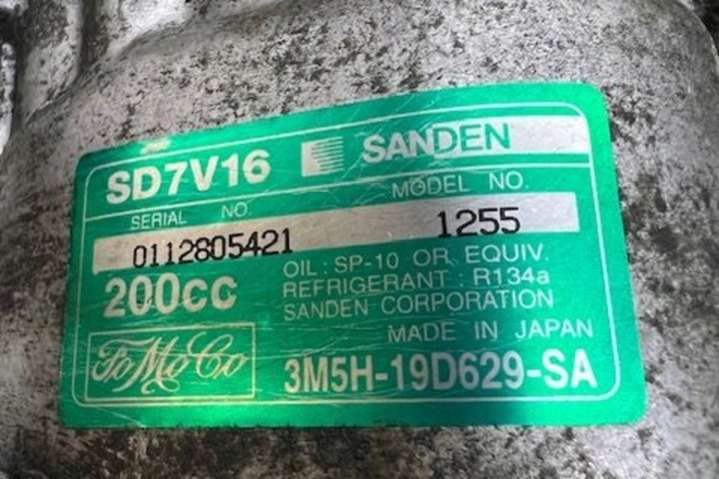 SD7V16 SANDEN
SERIAL NO. MODEL NO.
0112805421 1255
200cc
OIL : SP-10 OR EQUIV.
REFRIGERANT : R134a
SANDEN CORPORATION
MADE IN JAPAN
FoMoCo
3M5H-19D629-SA